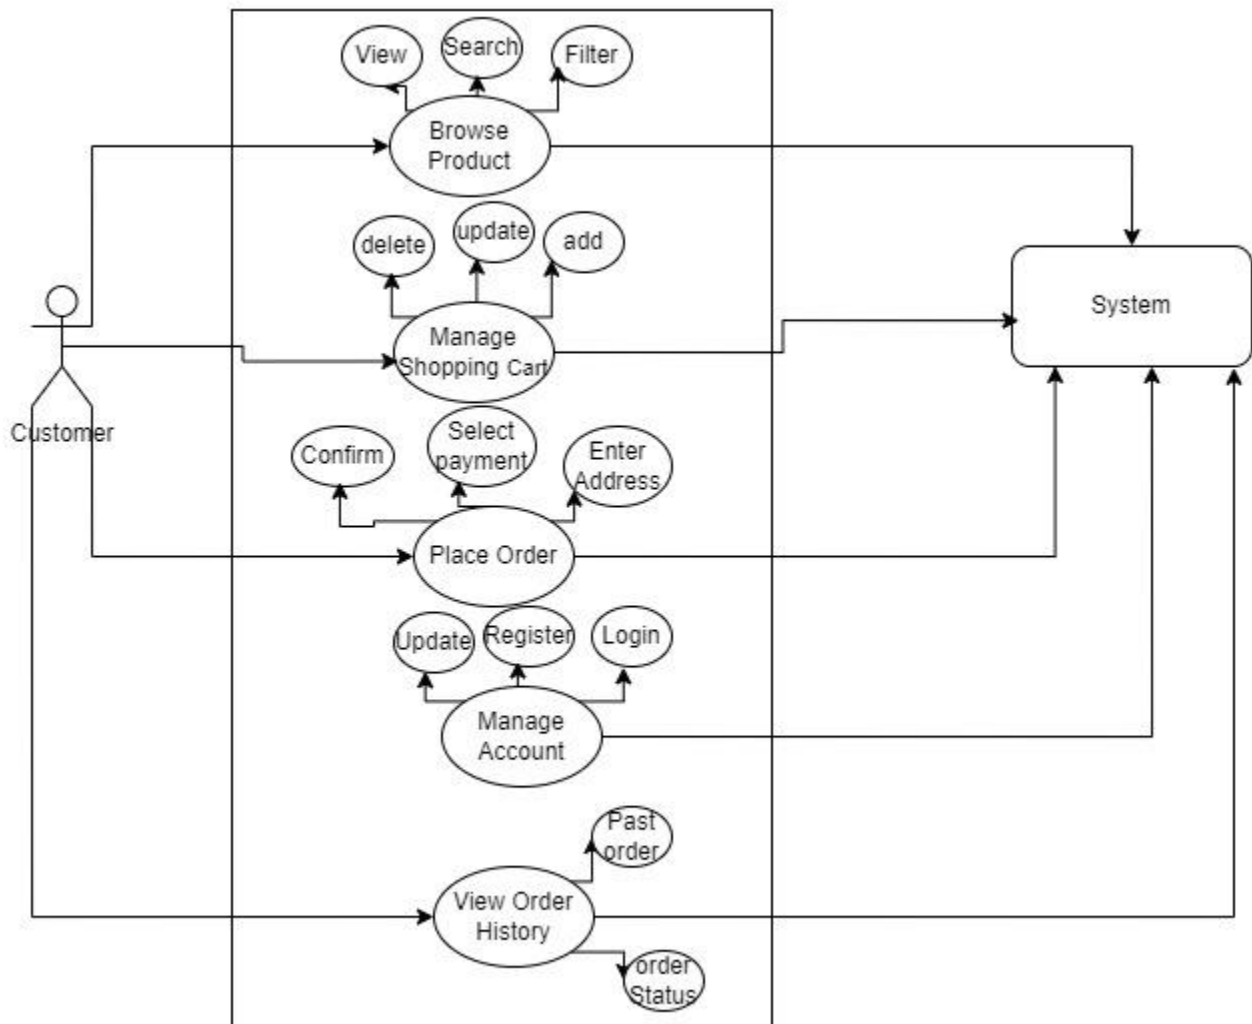 View
Search
Filter
Browse
Product
delete
update
add
System
Manage
Shopping Cart
Customer
Confirm
Select
payment
Enter
Address
Place Order
Update
Register
Login
Manage
Account
Past
order
View Order
History
order
Status